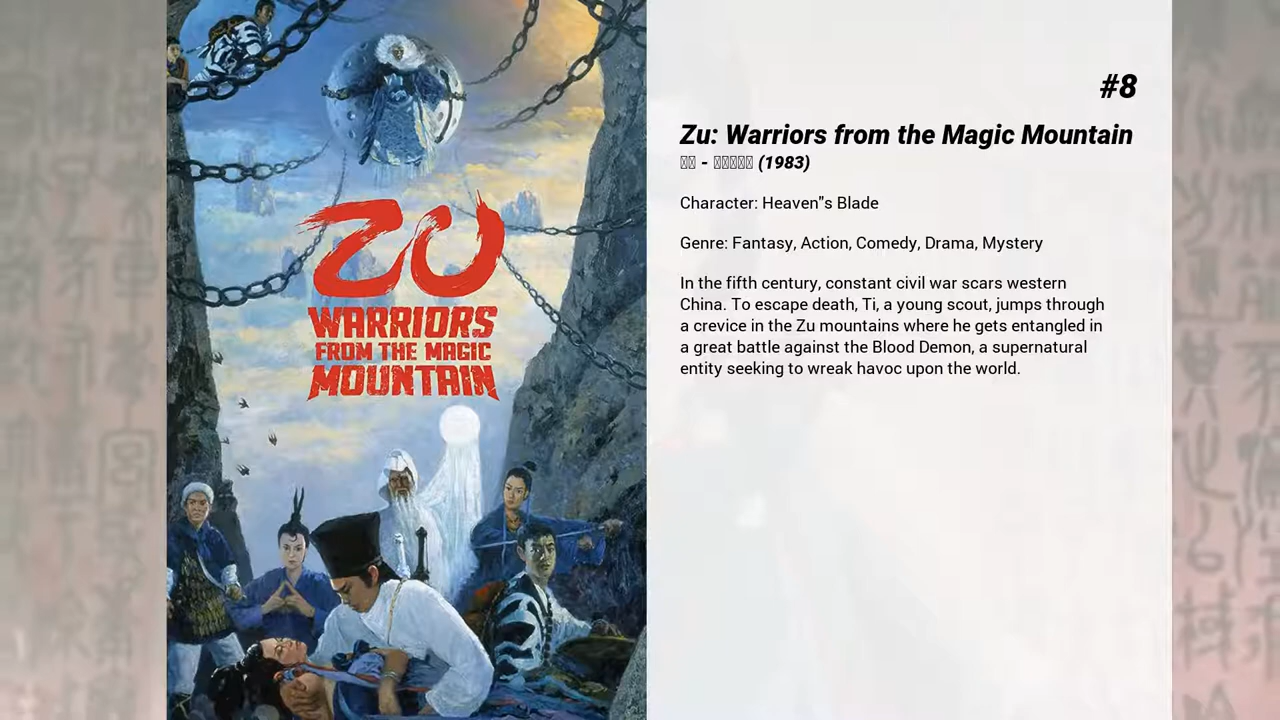 ZU
WARRIORS
FROM THE MAGIC
MOUNTAIN
#8
Zu: Warriors from the Magic Mountain
- (1983)
Character: Heaven"s Blade
Genre: Fantasy, Action, Comedy, Drama, Mystery
In the fifth century, constant civil war scars western
China. To escape death, Ti, a young scout, jumps through
a crevice in the Zu mountains where he gets entangled in
a great battle against the Blood Demon, a supernatural
entity seeking to wreak havoc upon the world.